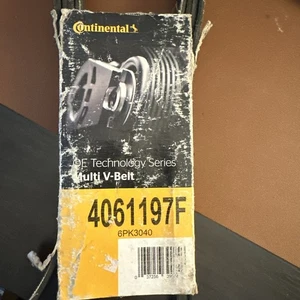 Continental
OE Technology Series
Multi V-Belt
4061197F
6PK3040